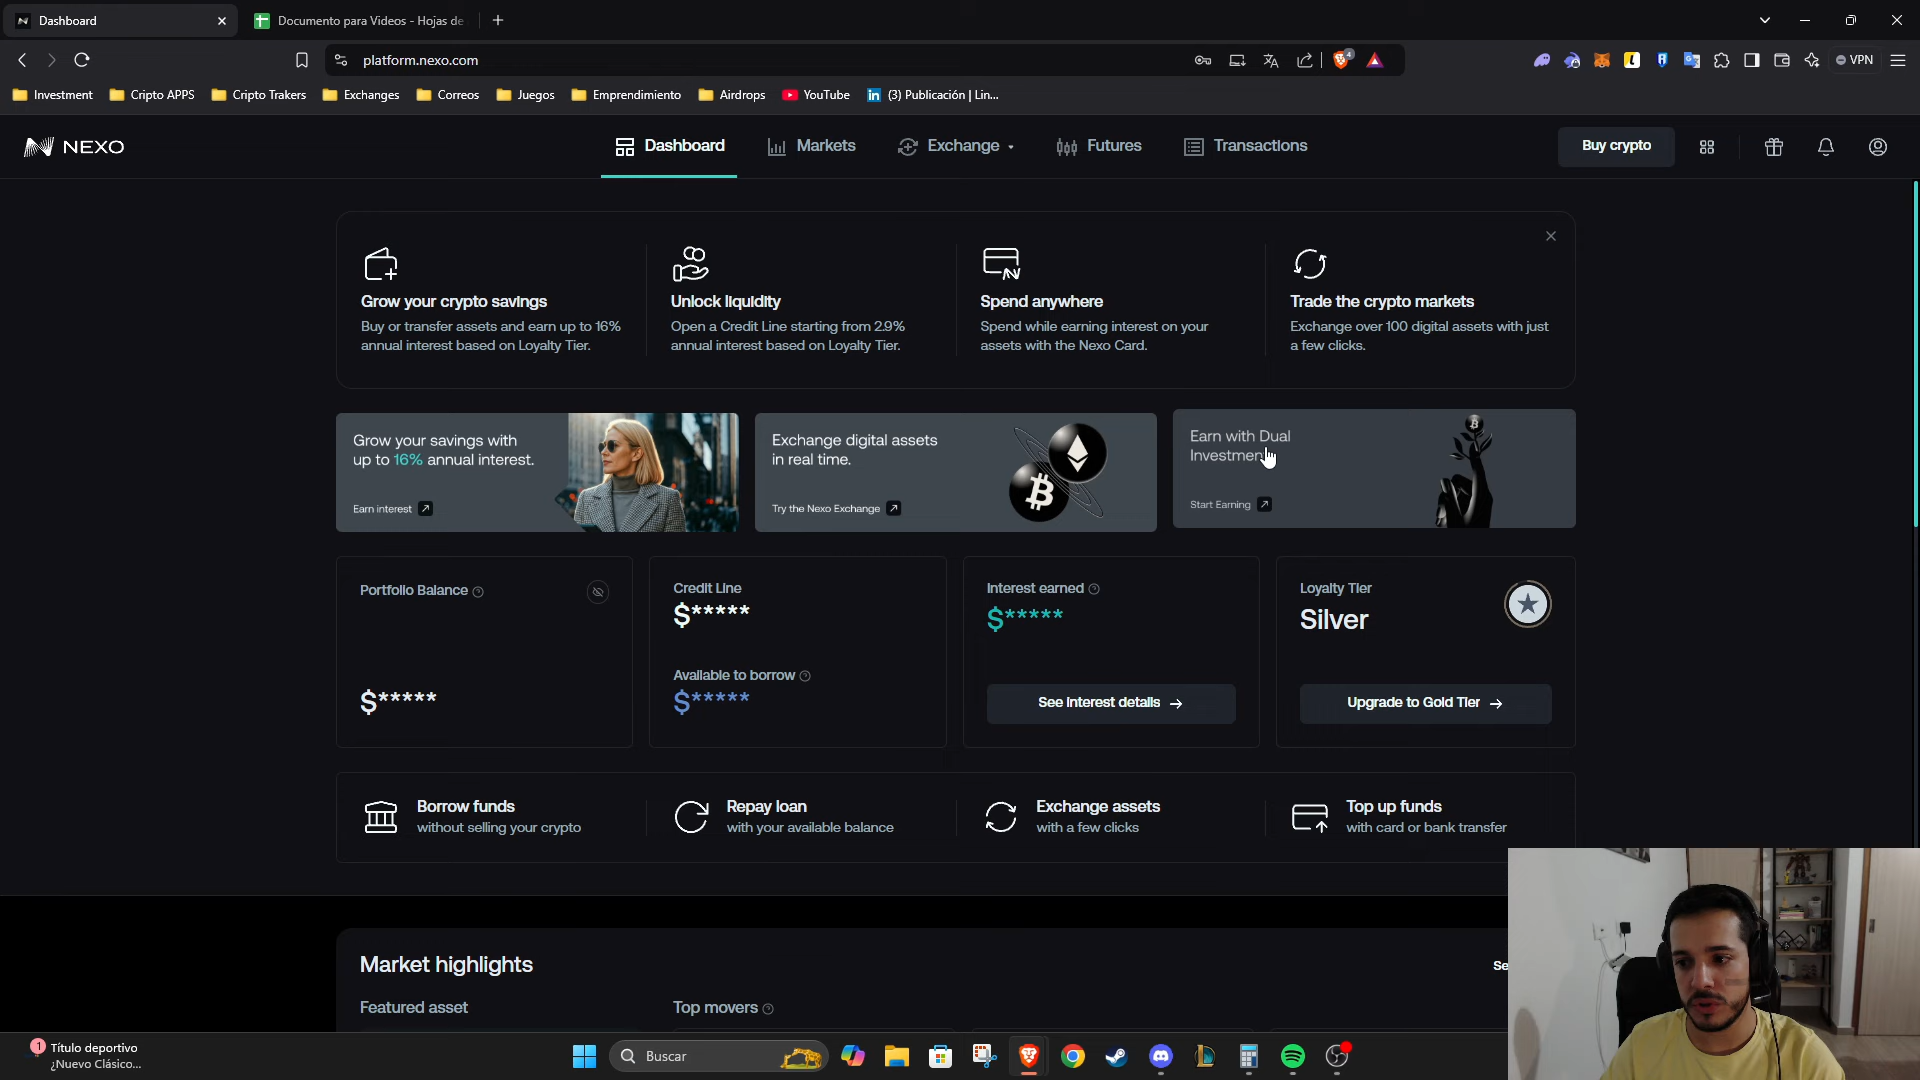 Dashboard
Documento para Videos - Hojas de
platform.nexo.com
4
VPN
Investment
Cripto APPS
Cripto Trakers
Exchanges
Correos
Juegos
Emprendimiento
Airdrops
YouTube
(3) Publicación | Lin...
NEXO
Dashboard
Markets
Exchange
Futures
Transactions
Buy crypto
Grow your crypto savings
Buy or transfer assets and earn up to 16%
annual interest based on Loyalty Tier.
Unlock liquidity
Open a Credit Line starting from 2.9%
annual interest based on Loyalty Tier.
Spend anywhere
Spend while earning interest on your
assets with the Nexo Card.
Trade the crypto markets
Exchange over 100 digital assets with just
a few clicks.
Grow your savings with
up to 16% annual interest.
Earn interest
Exchange digital assets
in real time.
Try the Nexo Exchange
Earn with Dual
Investment
Start Earning
Portfolio Balance
$*****
Credit Line
$*****
Available to borrow
$*****
Interest earned
$*****
See interest details
Loyalty Tier
Silver
Upgrade to Gold Tier
Borrow funds
without selling your crypto
Repay loan
with your available balance
Exchange assets
with a few clicks
Top up funds
with card or bank transfer
Market highlights
Se
Featured asset
Top movers
1
Título deportivo
¿Nuevo Clásico...
Buscar